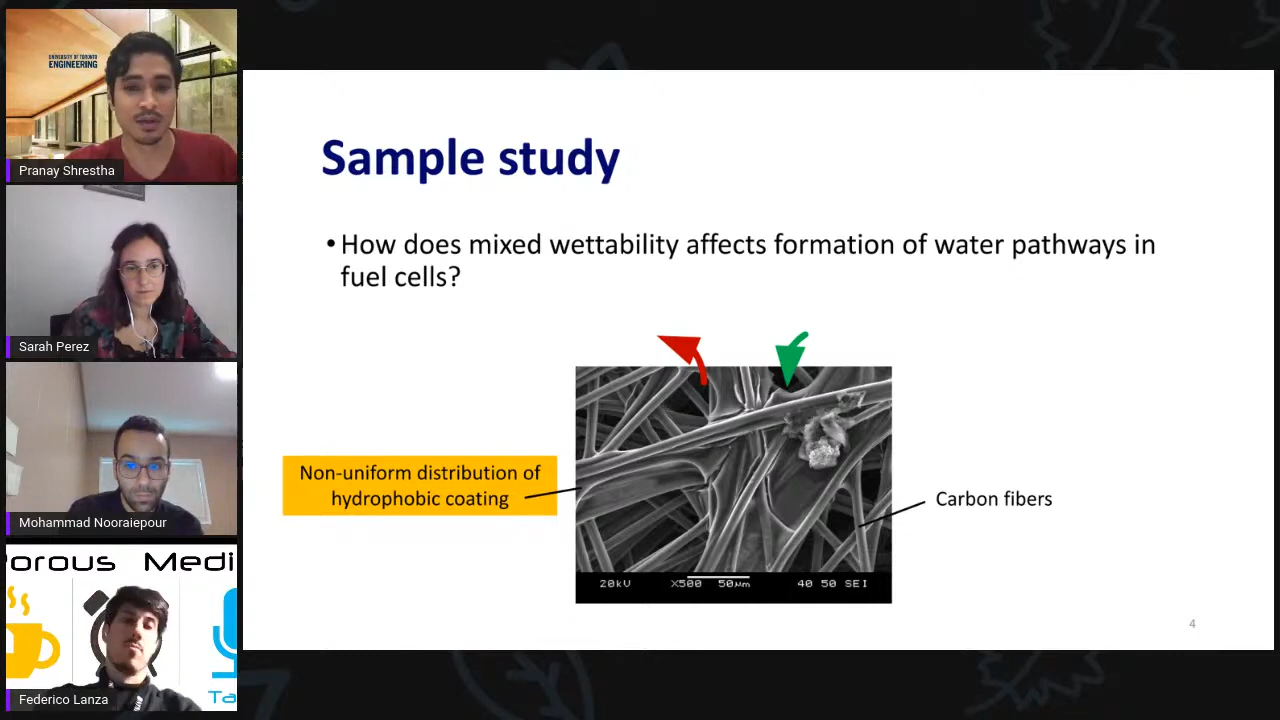 UNIVERSITY OF TORONTO
ENGINEERING
Pranay Shrestha
Sarah Perez
Mohammad Nooraiepour
orous Medi
Ta
Federico Lanza
Sample study
•How does mixed wettability affects formation of water pathways in
fuel cells?
Non-uniform distribution of
hydrophobic coating
Carbon fibers
20kV X500 50μm 40 50 SEI
4